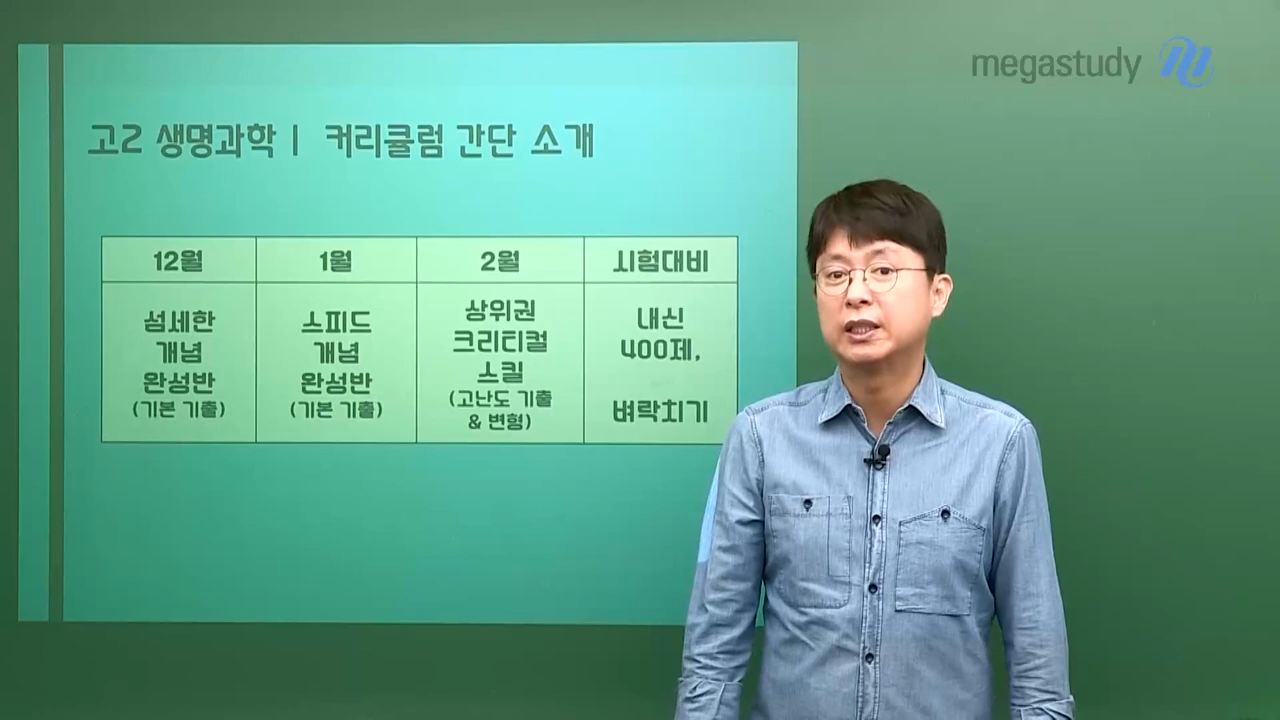 megastudy
고2 생명과학 I 커리큘럼 간단 소개
12월
1월
2월
시험대비
섬세한
개념
완성반
(기본 기출)
스피드
개념
완성반
(기본 기출)
상위권
크리티컬
스킬
(고난도 기출
& 변형)
내신
400제,
벼락치기